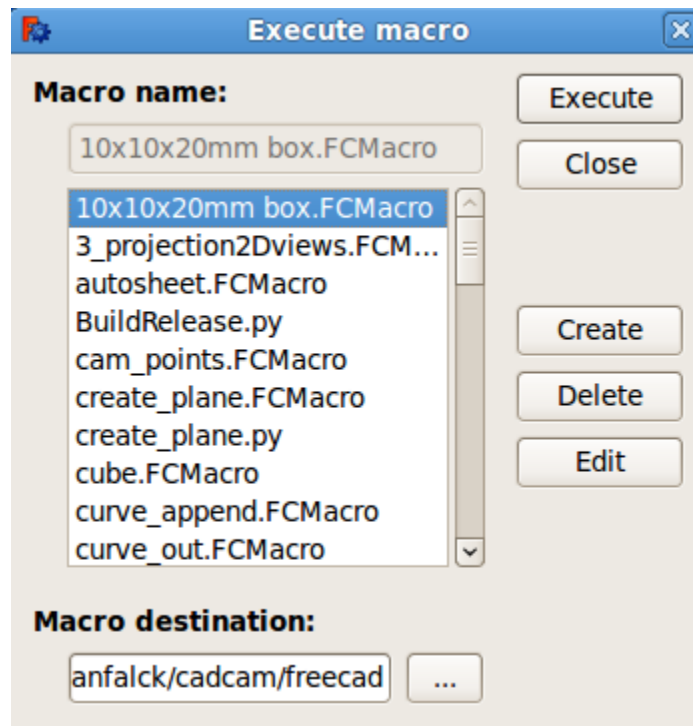 Execute macro
Macro name:
Execute
10x10x20mm box.FCMacro
Close
10x10x20mm box.FCMacro
3_projection2Dviews.FCM...
autosheet.FCMacro
BuildRelease.py
Create
cam_points.FCMacro
create_plane.FCMacro
Delete
create_plane.py
cube.FCMacro
Edit
curve_append.FCMacro
curve_out.FCMacro
Macro destination:
anfalck/cadcam/freecad
...